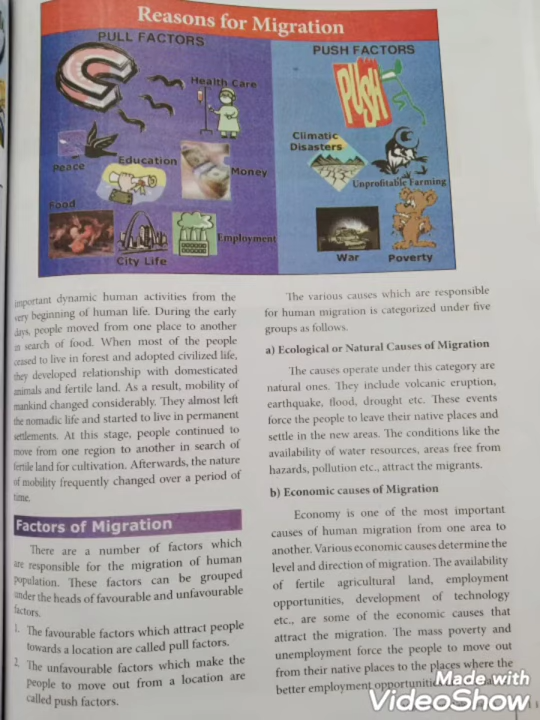 Reasons for Migration
PULL FACTORS
Health Care
Peace
Education
Money
Food
City Life
Employment
PUSH FACTORS
PUSH
Climatic
Disasters
Unprofitable Farming
War
Poverty
important dynamic human activities from the
very beginning of human life. During the early
days, people moved from one place to another
in search of food. When most of the people
ceased to live in forest and adopted civilized life,
they developed relationship with domesticated
animals and fertile land. As a result, mobility of
mankind changed considerably. They almost left
the nomadic life and started to live in permanent
settlements. At this stage, people continued to
move from one region to another in search of
fertile land for cultivation. Afterwards, the nature
of mobility frequently changed over a period of
time.
Factors of Migration
There are a number of factors which
are responsible for the migration of human
population. These factors can be grouped
under the heads of favourable and unfavourable
factors.
1. The favourable factors which attract people
towards a location are called pull factors.
2. The unfavourable factors which make the
people to move out from a location are
called push factors.
The various causes which are responsible
for human migration is categorized under five
groups as follows.
a) Ecological or Natural Causes of Migration
The causes operate under this category are
natural ones. They include volcanic eruption,
earthquake, flood, drought etc. These events
force the people to leave their native places and
settle in the new areas. The conditions like the
availability of water resources, areas free from
hazards, pollution etc., attract the migrants.
b) Economic causes of Migration
Economy is one of the most important
causes of human migration from one area to
another. Various economic causes determine the
level and direction of migration. The availability
of fertile agricultural land, employment
opportunities, development of technology
etc., are some of the economic causes that
attract the migration. The mass poverty and
unemployment force the people to move out
from their native places to the places where the
better employment
Made with
VideoShow